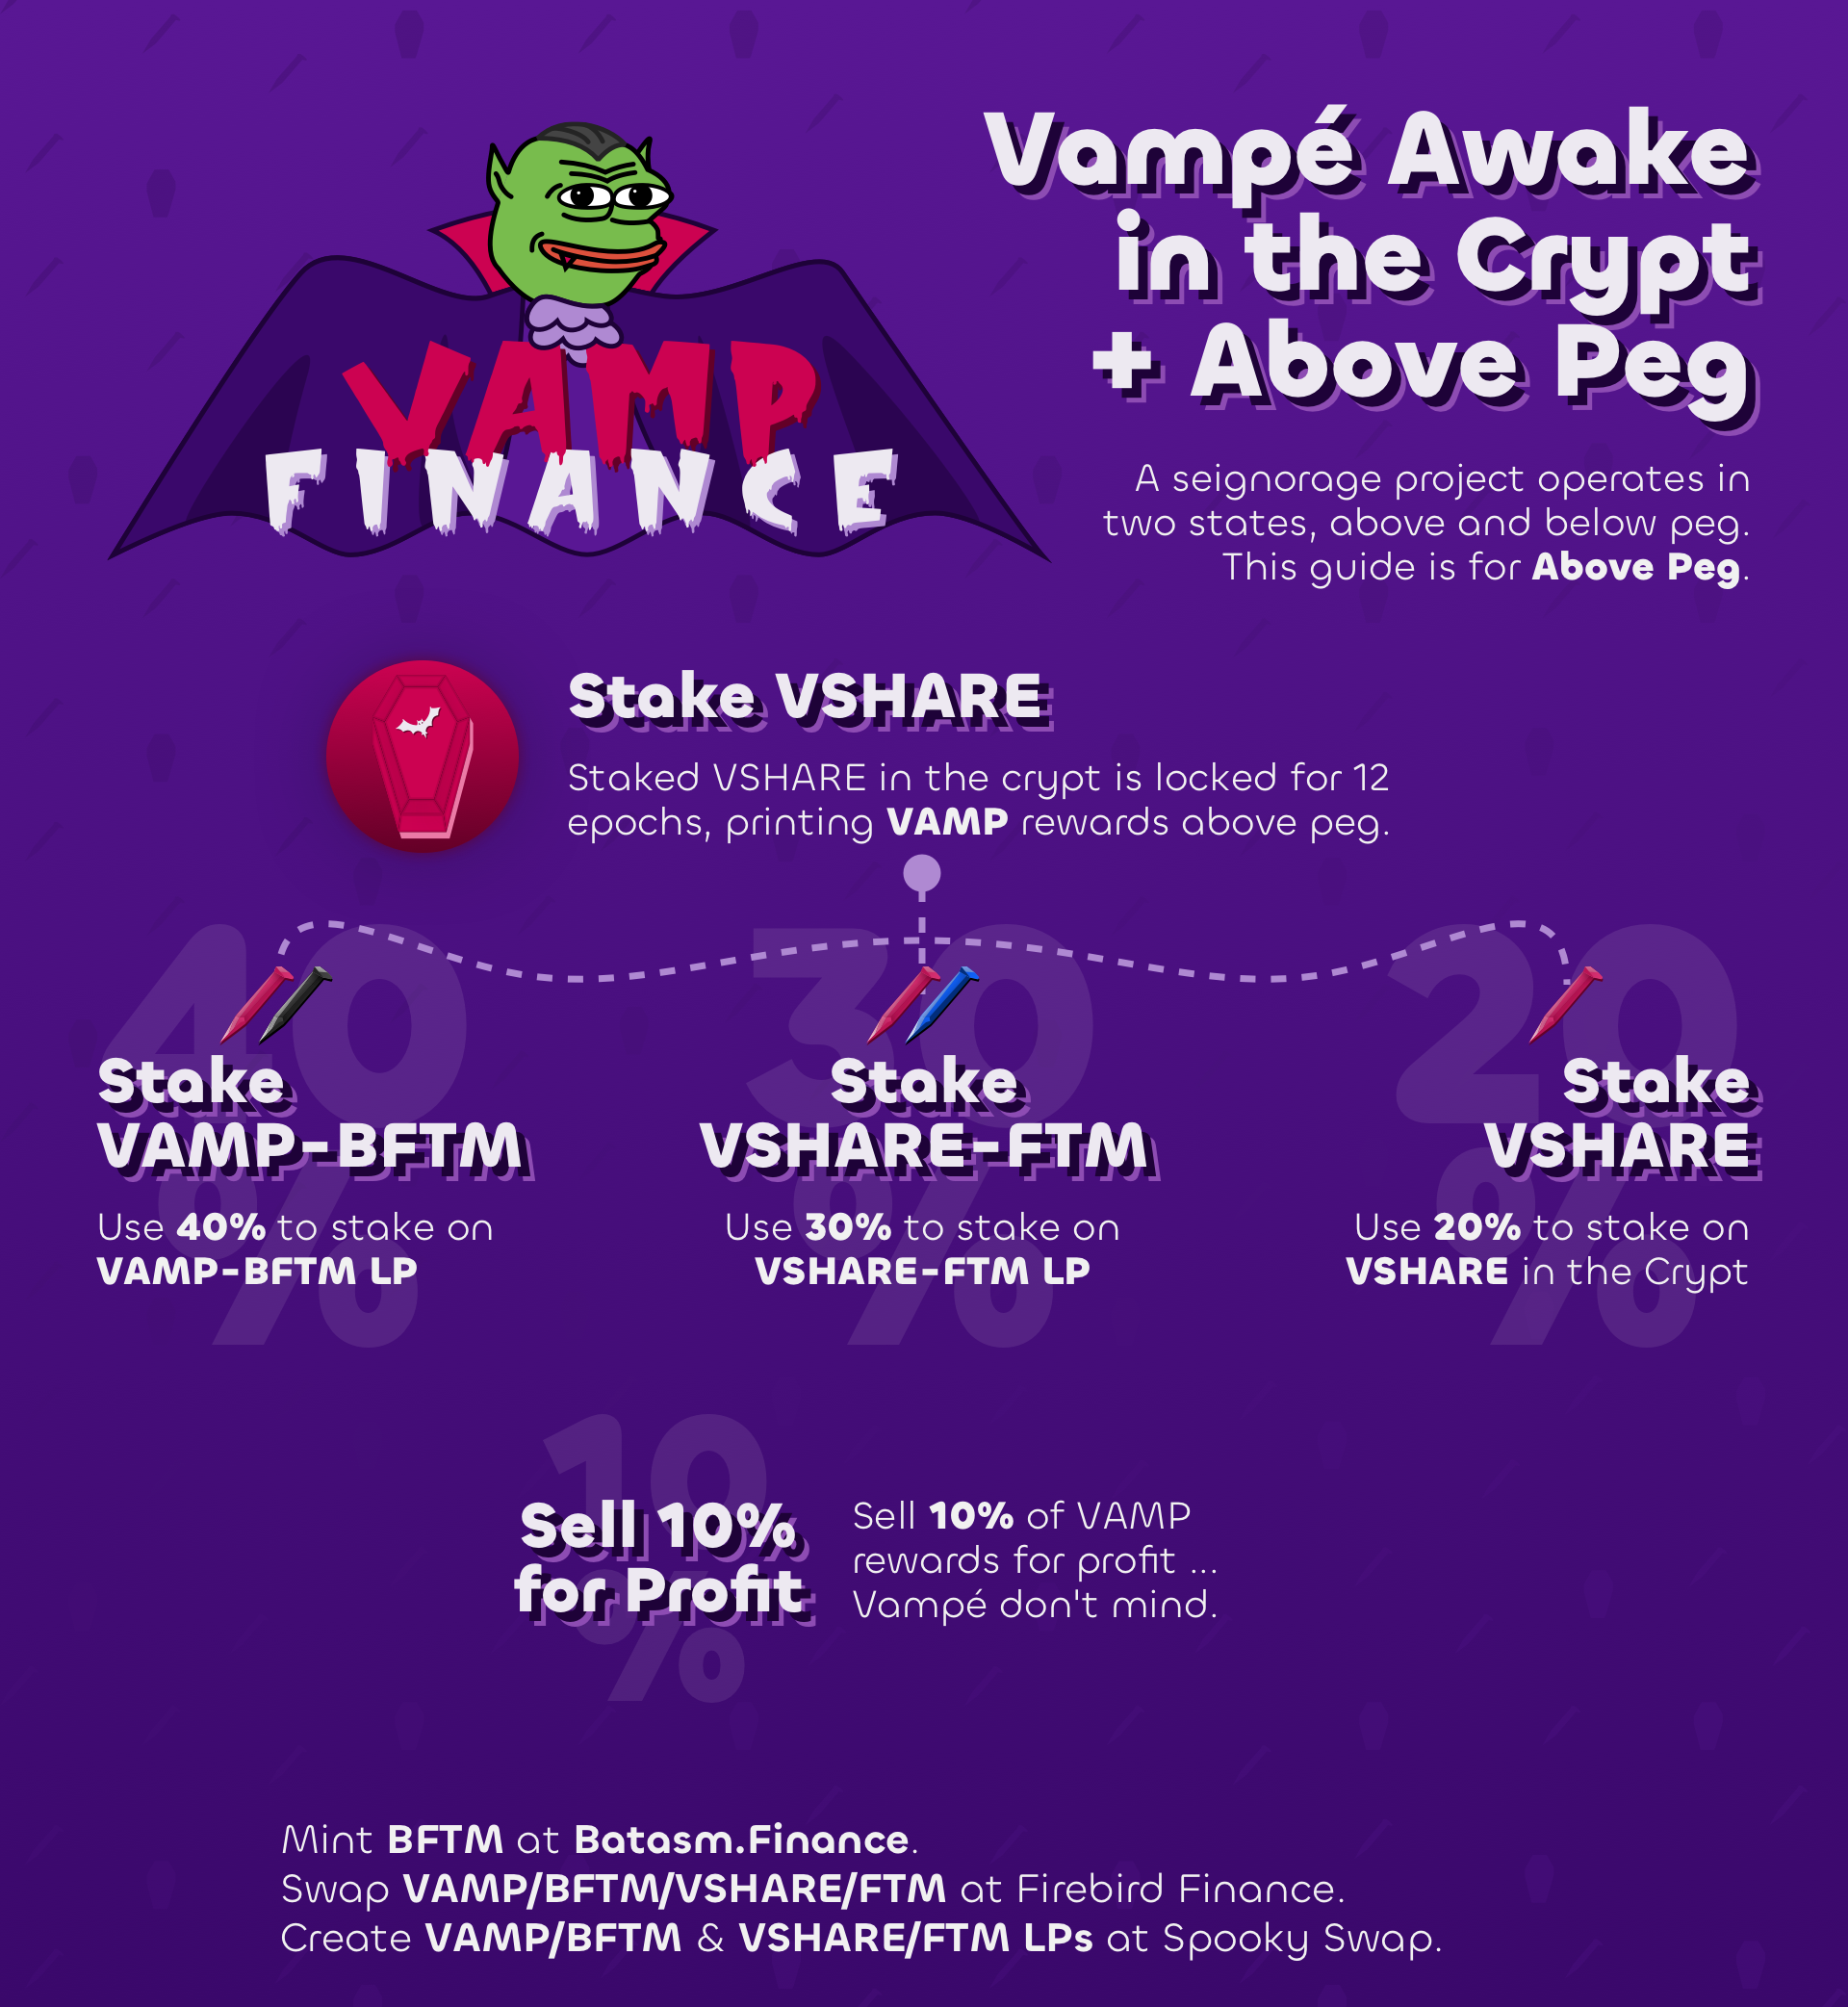 VAMP
FINANCE
Vampé Awake
in the Crypt
+ Above Peg
A seignorage project operates in
two states, above and below peg.
This guide is for Above Peg.
Stake VSHARE
Staked VSHARE in the crypt is locked for 12
epochs, printing VAMP rewards above peg.
40
%
Stake
VAMP-BFTM
Use 40% to stake on
VAMP-BFTM LP
30
%
Stake
VSHARE-FTM
Use 30% to stake on
VSHARE-FTM LP
20
%
Stake
VSHARE
Use 20% to stake on
VSHARE in the Crypt
10
%
Sell 10%
for Profit
Sell 10% of VAMP
rewards for profit ...
Vampé don't mind.
Mint BFTM at Batasm.Finance.
Swap VAMP/BFTM/VSHARE/FTM at Firebird Finance.
Create VAMP/BFTM & VSHARE/FTM LPs at Spooky Swap.